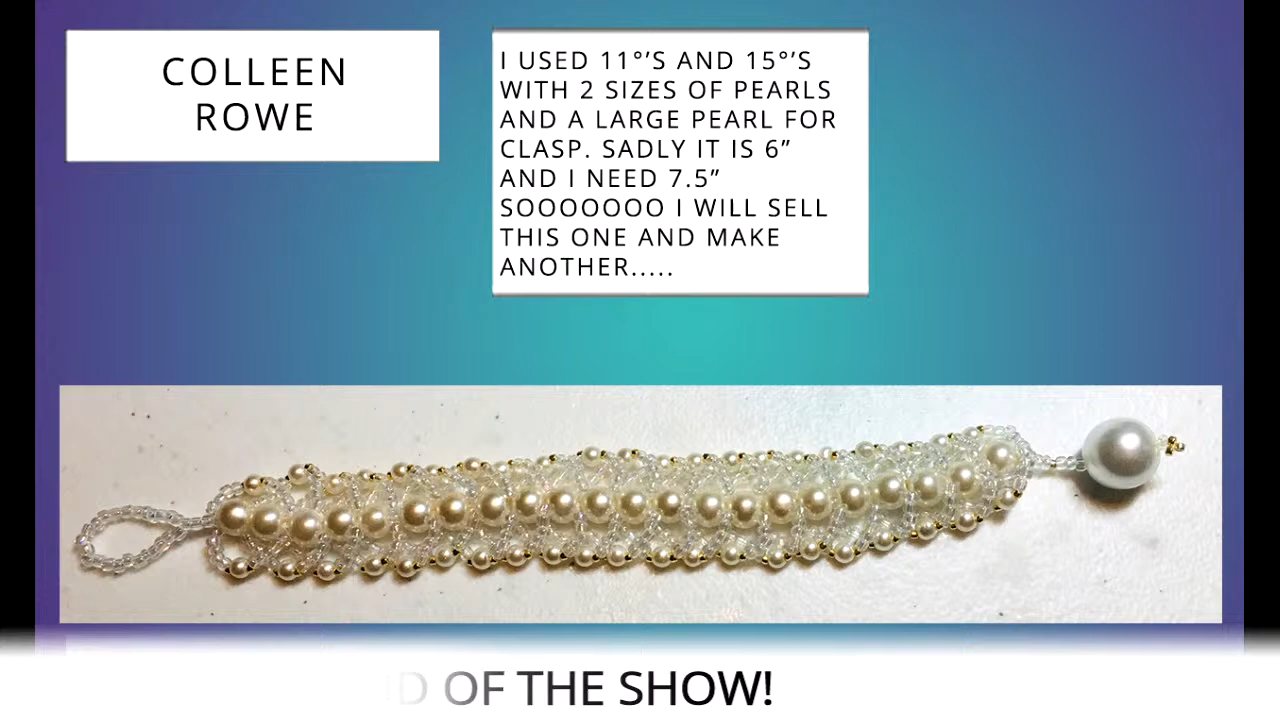 COLLEEN
ROWE
I USED 11°'S AND 15°'S
WITH 2 SIZES OF PEARLS
AND A LARGE PEARL FOR
CLASP. SADLY IT IS 6”
AND I NEED 7.5”
SOOOOOOO I WILL SELL
THIS ONE AND MAKE
ANOTHER.....
OF THE SHOW!